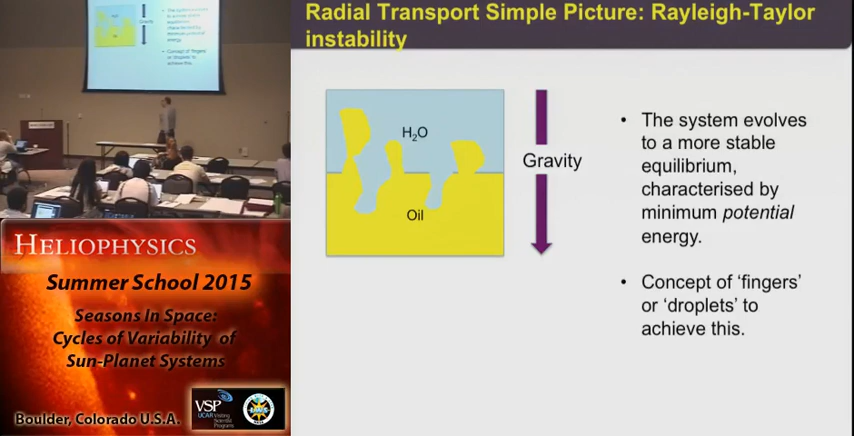 Radial Transport Simple Picture: Rayleigh-Taylor
instability
H₂O
Oil
Gravity
• The system evolves
to a more stable
equilibrium,
characterised by
minimum potential
energy.
• Concept of ‘fingers’
or ‘droplets’ to
achieve this.
HELIOPHYSICS
Summer School 2015
Seasons In Space:
Cycles of Variability of
Sun-Planet Systems
Boulder, Colorado U.S.A.
VSP
UCAR Visiting
Scientist
Programs